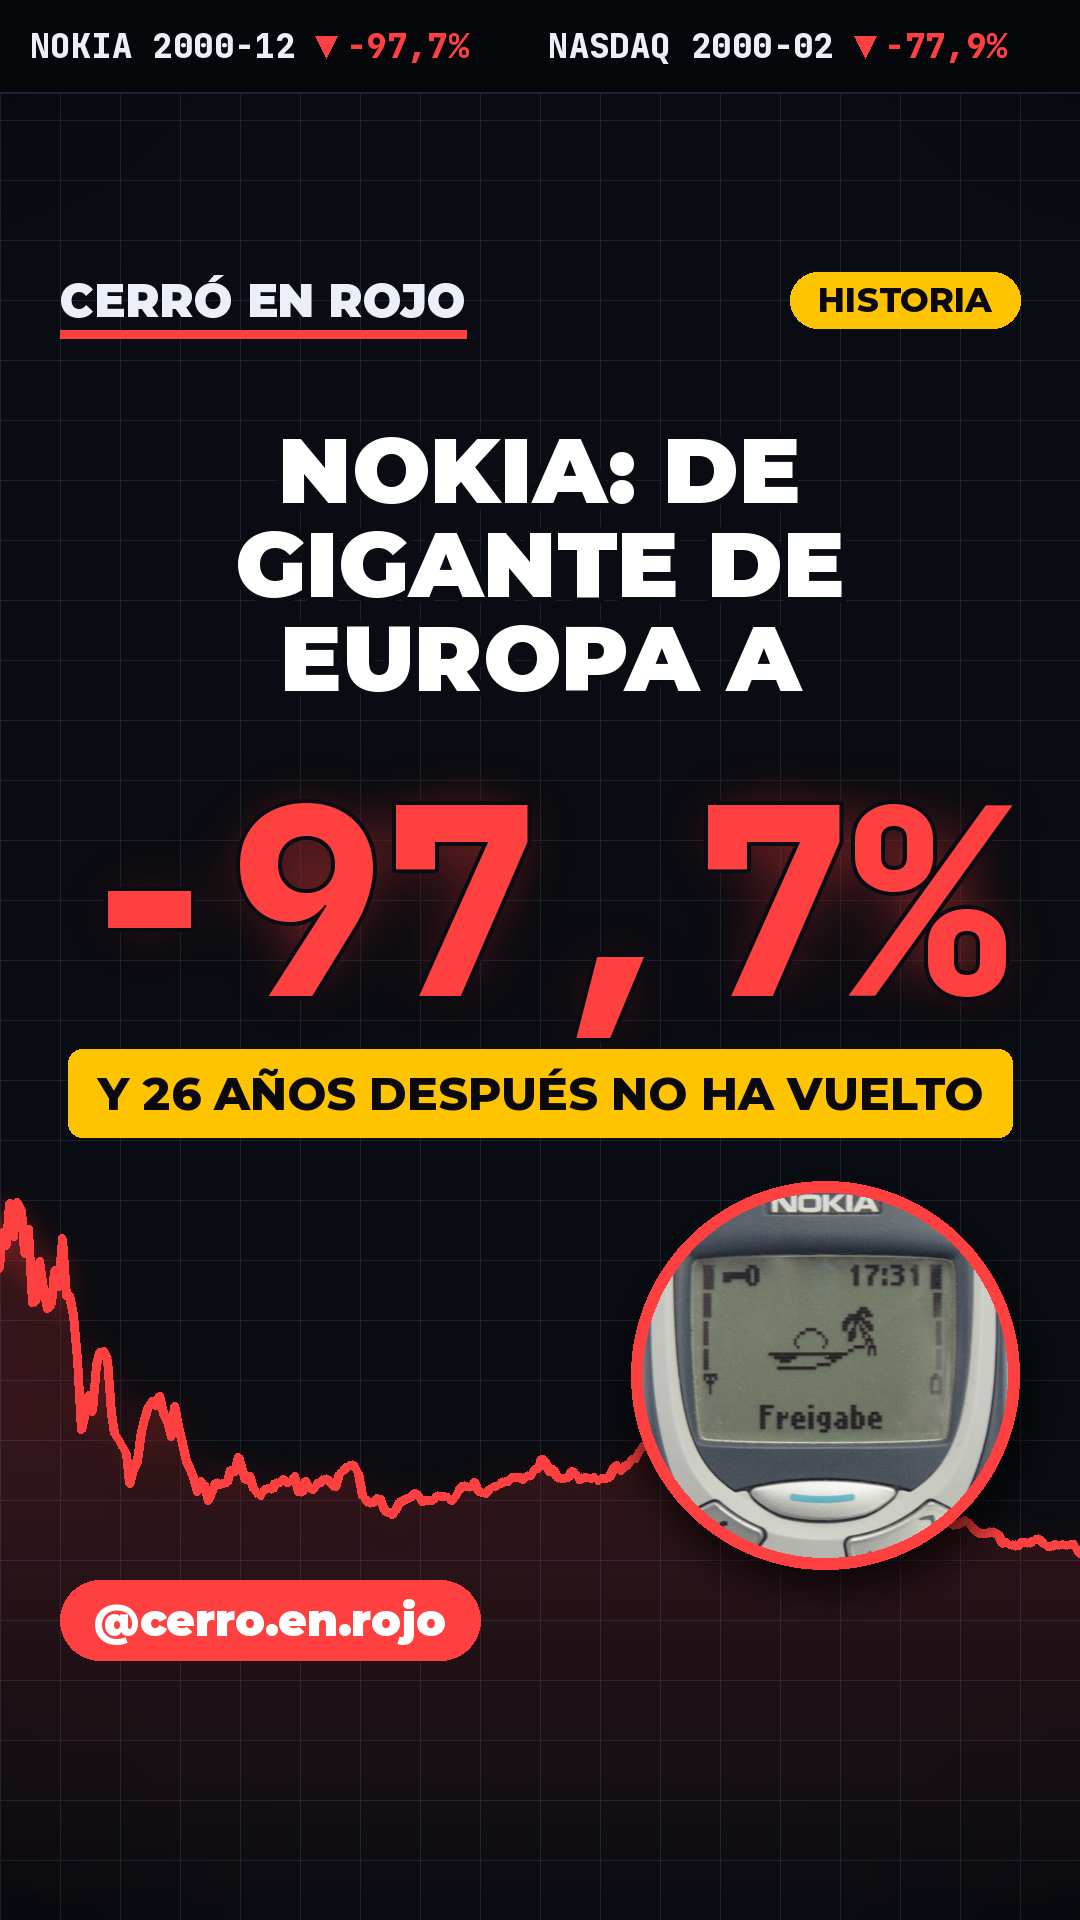 NOKIA 2000-12 ▼-97,7% NASDAQ 2000-02 ▼-77,9%
CERRÓ EN ROJO
HISTORIA
NOKIA: DE
GIGANTE DE
EUROPA A
-97,7%
Y 26 AÑOS DESPUÉS NO HA VUELTO
NOKIA
17:31
Freigabe
@cerro.en.rojo